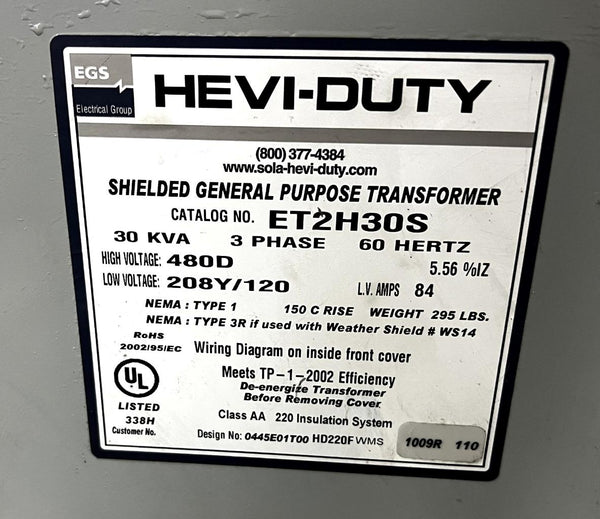 EGS
Electrical Group
HEVI-DUTY
(800) 377-4384
www.sola-hevi-duty.com
SHIELDED GENERAL PURPOSE TRANSFORMER
CATALOG NO. ET2H30S
30 KVA 3 PHASE 60 HERTZ
HIGH VOLTAGE: 480D 5.56 %IZ
LOW VOLTAGE: 208Y/120 L.V. AMPS 84
NEMA : TYPE 1 150 C RISE WEIGHT 295 LBS.
NEMA : TYPE 3R if used with Weather Shield # WS14
RoHS
2002/95/EC
Wiring Diagram on inside front cover
Meets TP-1-2002 Efficiency
De-energize Transformer
Before Removing Cover
UL
LISTED
338H
Customer No.
Class AA 220 Insulation System
Design No: 0445E01T00 HD220FWMS
1009R 110